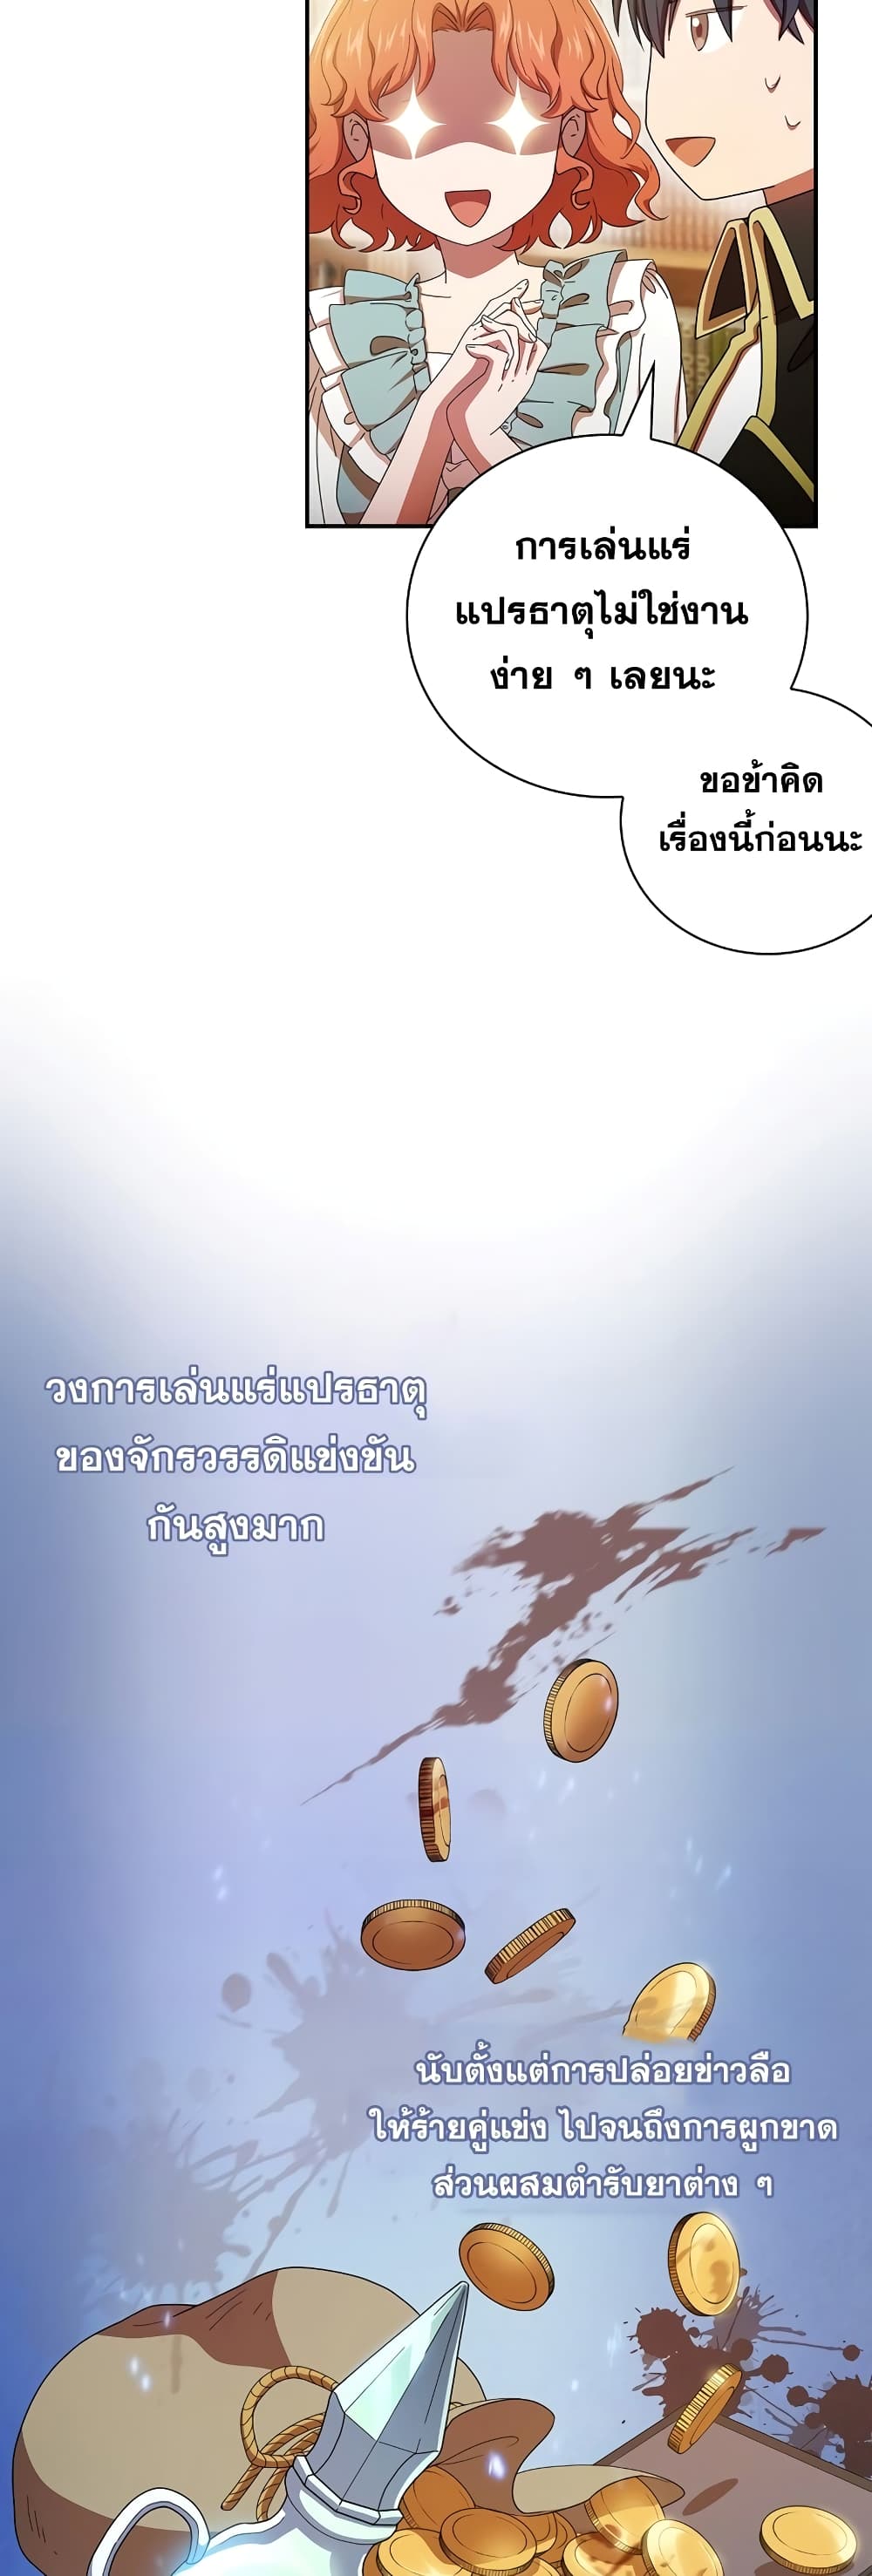 การเล่นแร่
แปรธาตุไม่ใช่งาน
ง่าย ๆ เลยนะ
ขอข้าคิด
เรื่องนี้ก่อนนะ
วงการเล่นแร่แปรธาตุ
ของจักรวรรดิแข่งขัน
กันสูงมาก
นับตั้งแต่การปล่อยข่าวลือ
ให้ร้ายคู่แข่ง ไปจนถึงการผูกขาด
ส่วนผสมตำรับยาต่าง ๆ